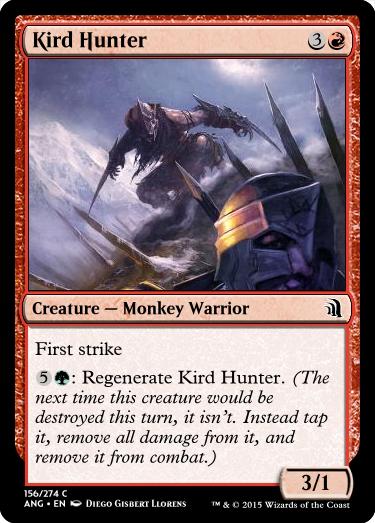 Kird Hunter 3
Creature — Monkey Warrior
First strike
5 : Regenerate Kird Hunter. (The
next time this creature would be
destroyed this turn, it isn't. Instead tap
it, remove all damage from it, and
remove it from combat.)
3/1
156/274 C
ANG • EN Diego Gisbert Llorens ™ & © 2015 Wizards of the Coast